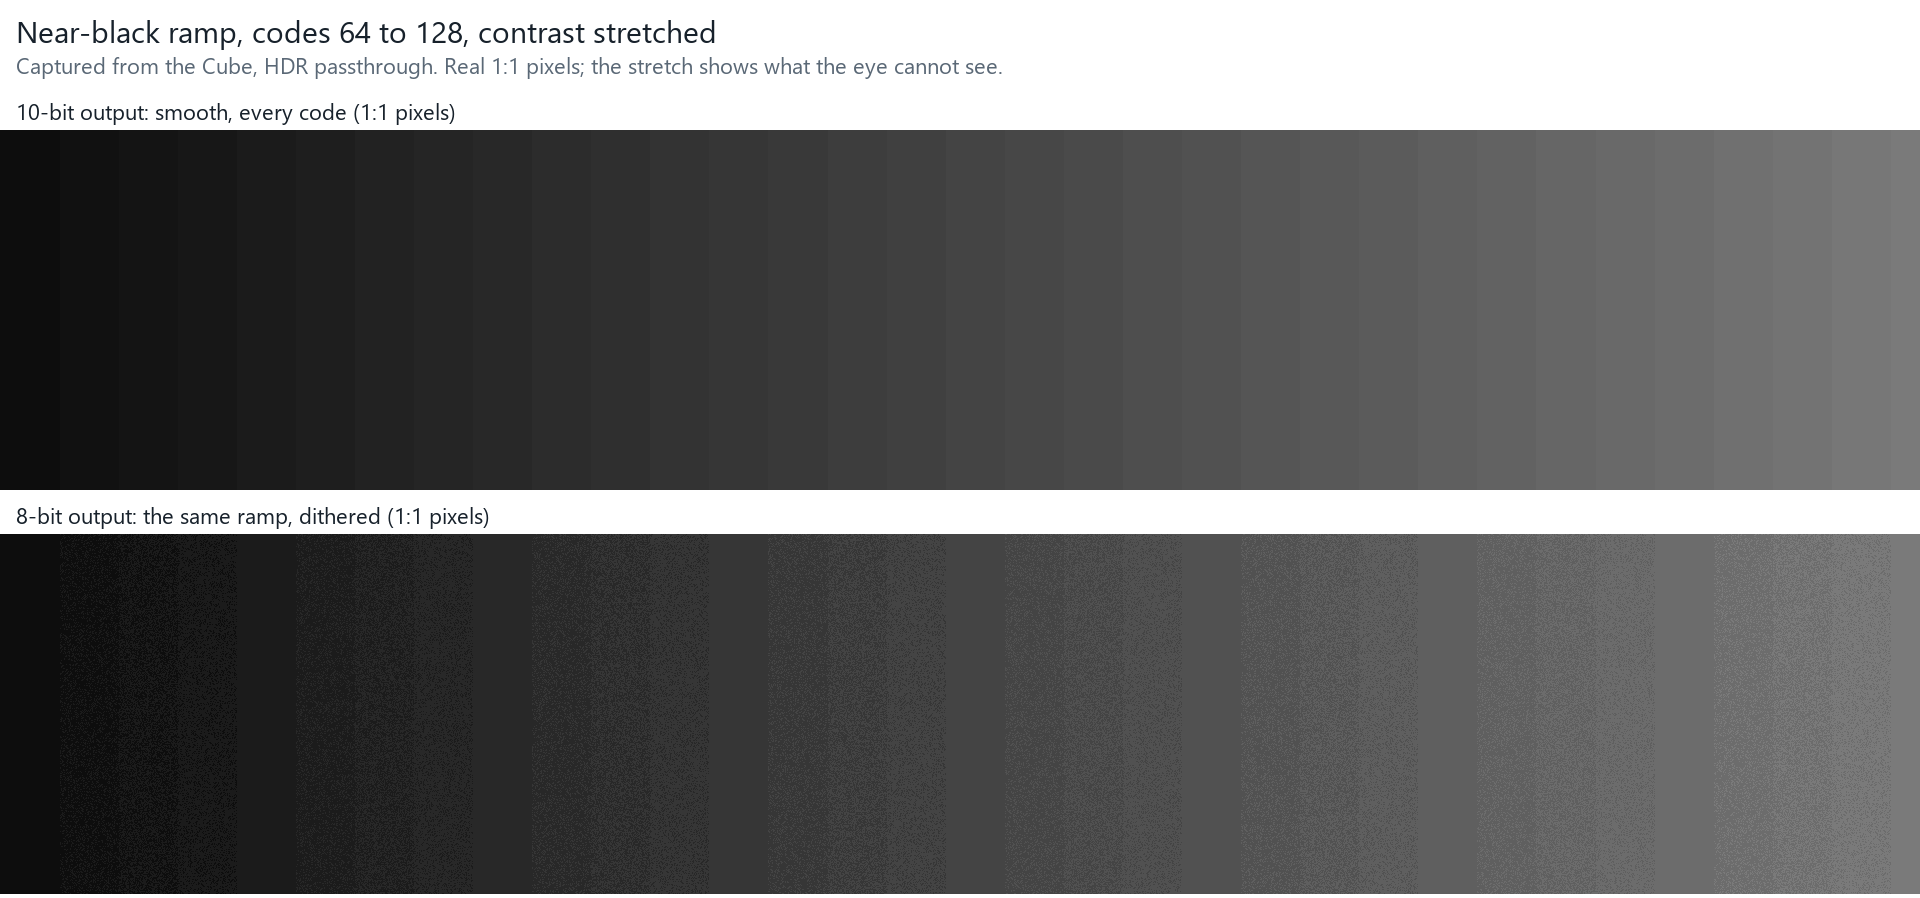 Near-black ramp, codes 64 to 128, contrast stretched
Captured from the Cube, HDR passthrough. Real 1:1 pixels; the stretch shows what the eye cannot see.
10-bit output: smooth, every code (1:1 pixels)
8-bit output: the same ramp, dithered (1:1 pixels)